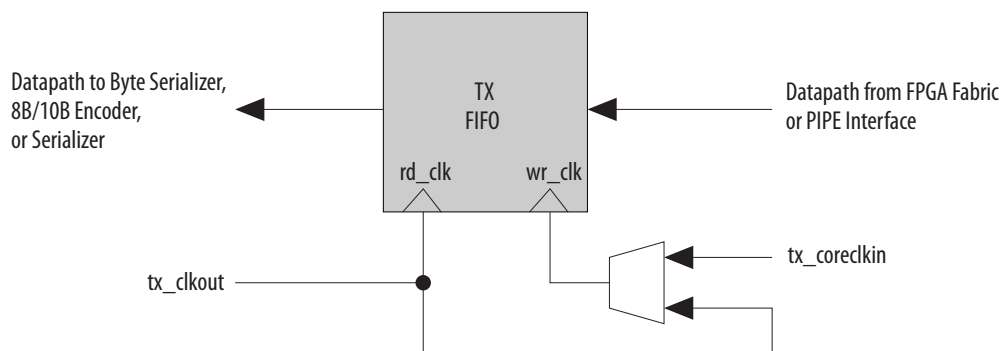 Datapath to Byte Serializer,
8B/10B Encoder,
or Serializer
TX
FIFO
Datapath from FPGA Fabric
or PIPE Interface
rd_clk
wr_clk
tx_coreclkin
tx_clkout